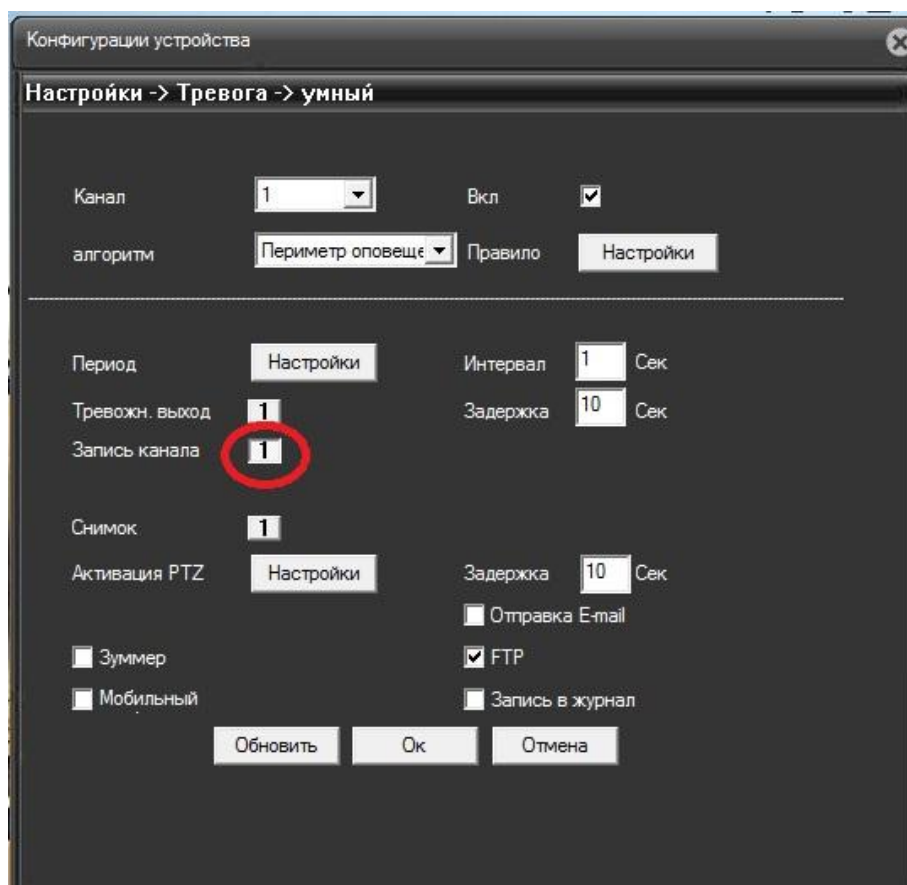 Конфигурации устройства
Настройки -> Тревога -> умный
Канал 1 Вкл
алгоритм Периметр оповеще Правило Настройки
Период Настройки Интервал 1 Сек
Тревожн. выход 1 Задержка 10 Сек
Запись канала 1
Снимок 1
Активация PTZ Настройки Задержка 10 Сек
Отправка E-mail
Зуммер FTP
Мобильный Запись в журнал
Обновить Ок Отмена